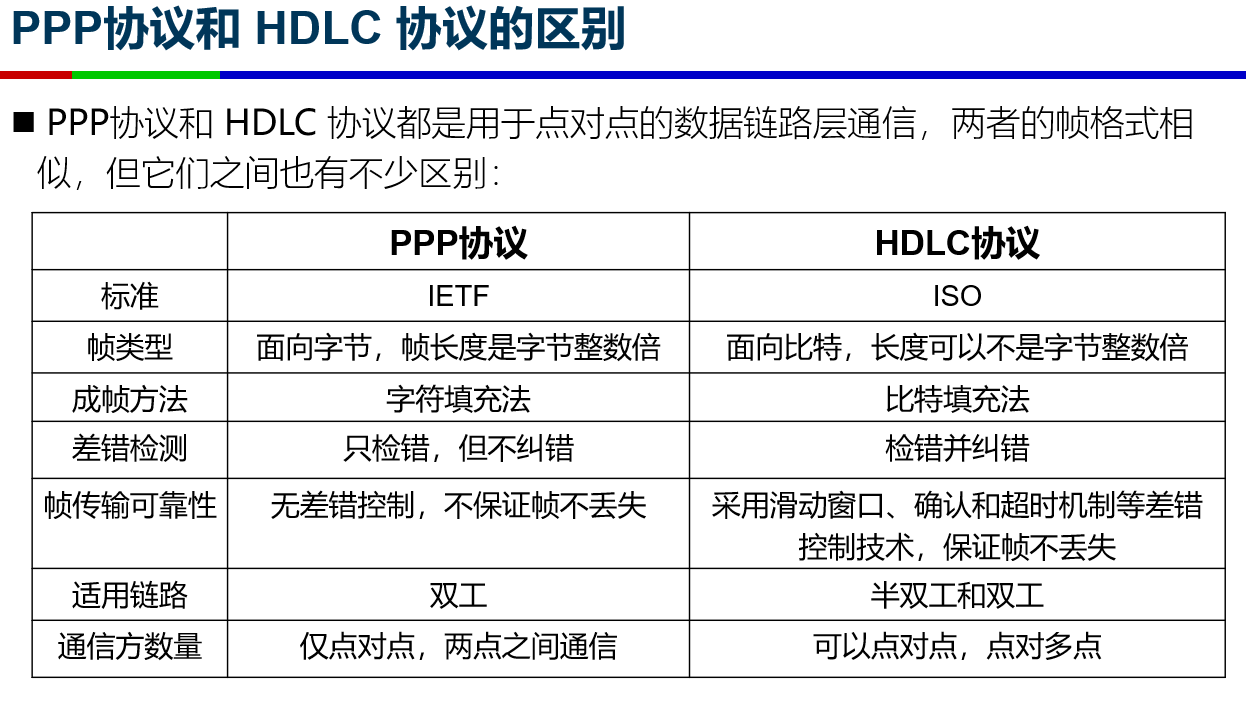 PPP协议和 HDLC 协议的区别
■ PPP协议和 HDLC 协议都是用于点对点的数据链路层通信，两者的帧格式相
似，但它们之间也有不少区别：
PPP协议 HDLC协议
标准 IETF ISO
帧类型 面向字节，帧长度是字节整数倍 面向比特，长度可以不是字节整数倍
成帧方法 字符填充法 比特填充法
差错检测 只检错，但不纠错 检错并纠错
帧传输可靠性 无差错控制，不保证帧不丢失 采用滑动窗口、确认和超时机制等差错
控制技术，保证帧不丢失
适用链路 双工 半双工和双工
通信方数量 仅点对点，两点之间通信 可以点对点，点对多点